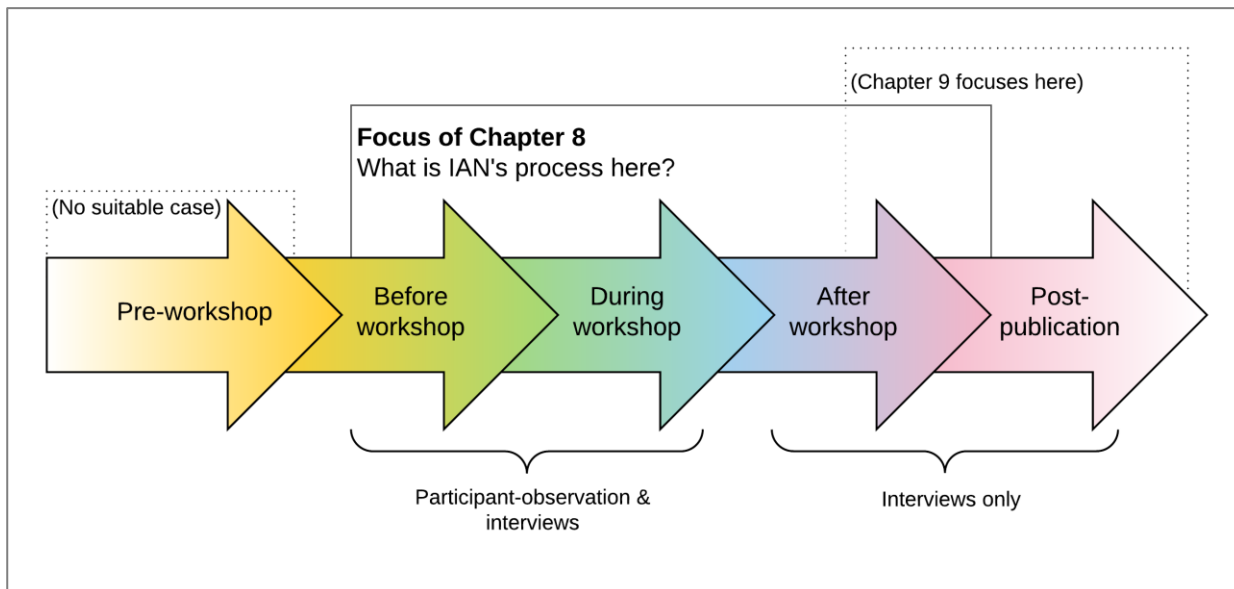 (Chapter 9 focuses here)
Focus of Chapter 8
What is IAN's process here?
(No suitable case)
Pre-workshop
Before
workshop
During
workshop
After
workshop
Post-
publication
Participant-observation &
interviews
Interviews only